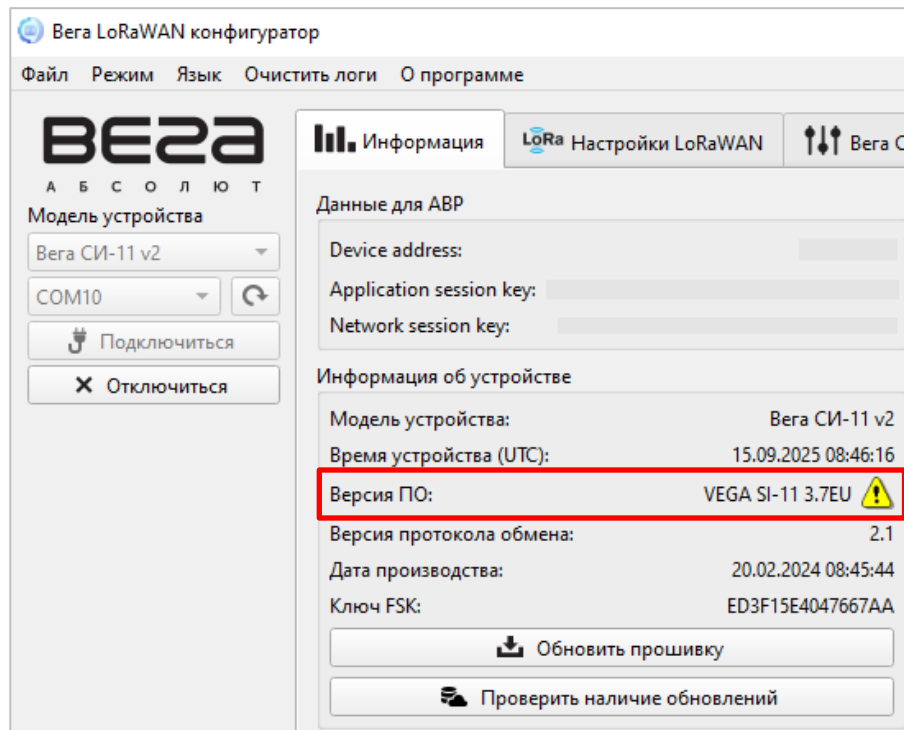 Вега LoRaWAN конфигуратор
Файл Режим Язык Очистить логи О программе
ВЕГА
АБСОЛЮТ
Модель устройства
Вега СИ-11 v2
COM10
Подключиться
Отключиться
Информация
LoRa Настройки LoRaWAN
Вега С
Данные для ABP
Device address:
Application session key:
Network session key:
Информация об устройстве
Модель устройства: Вега СИ-11 v2
Время устройства (UTC): 15.09.2025 08:46:16
Версия ПО: VEGA SI-11 3.7EU
Версия протокола обмена: 2.1
Дата производства: 20.02.2024 08:45:44
Ключ FSK: ED3F15E4047667AA
Обновить прошивку
Проверить наличие обновлений